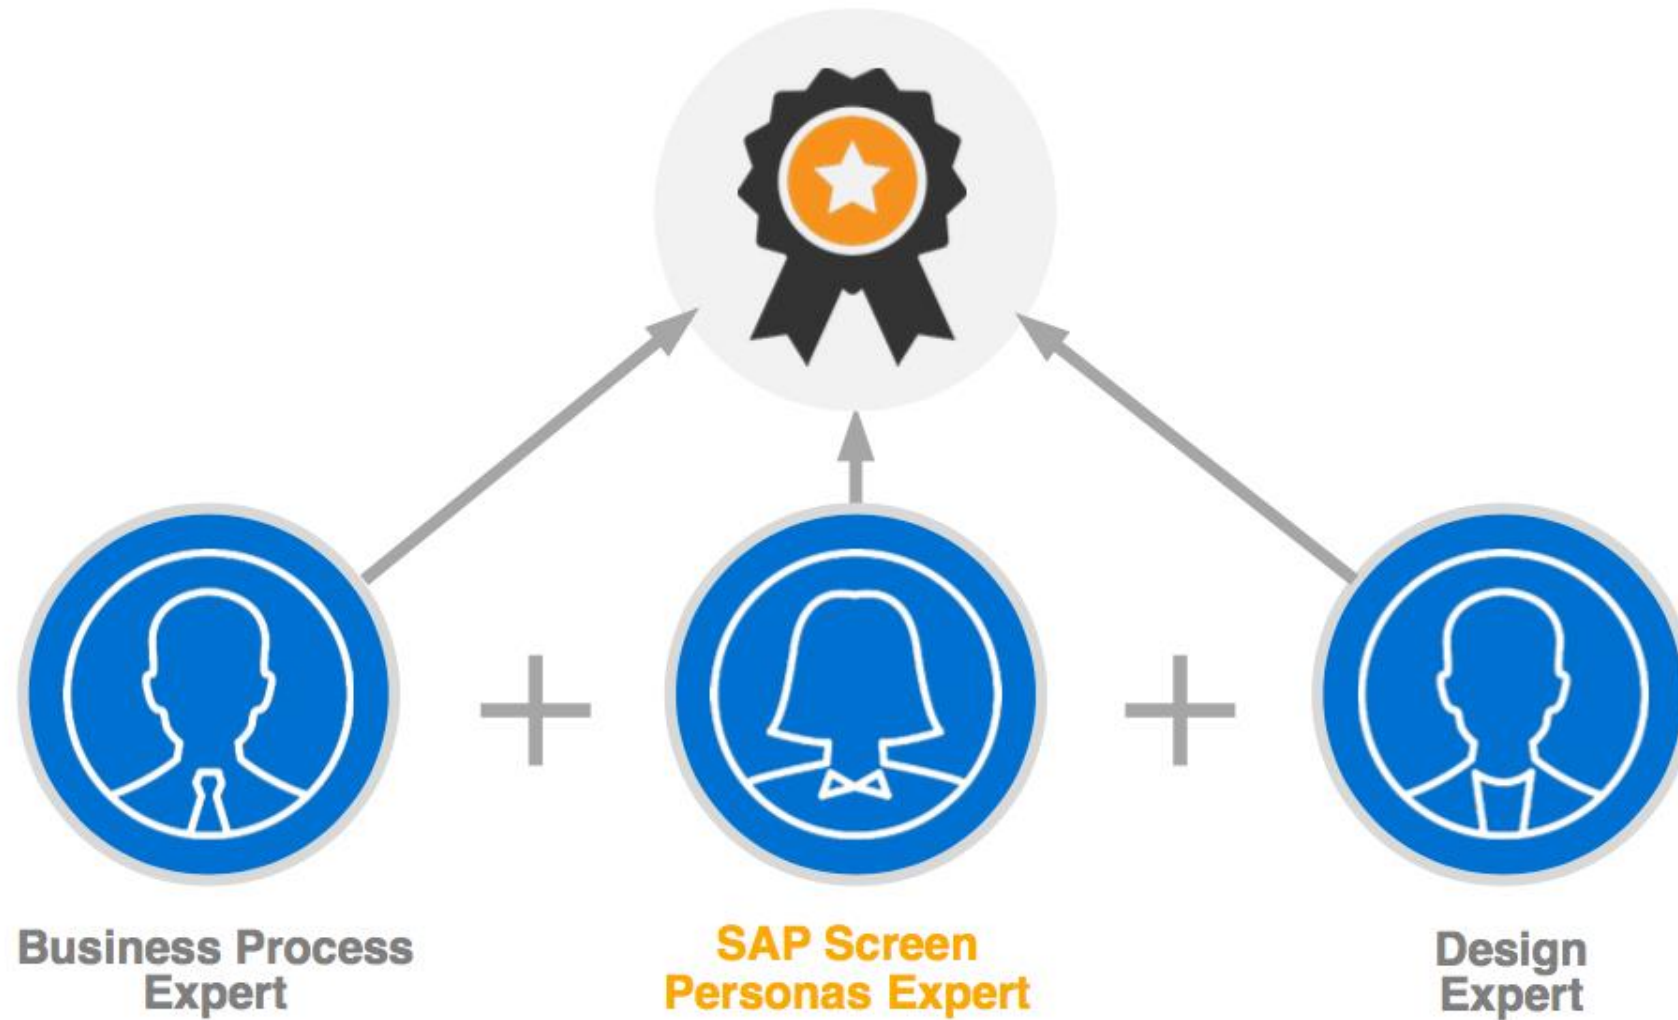 Business Process
Expert
SAP Screen
Personas Expert
Design
Expert